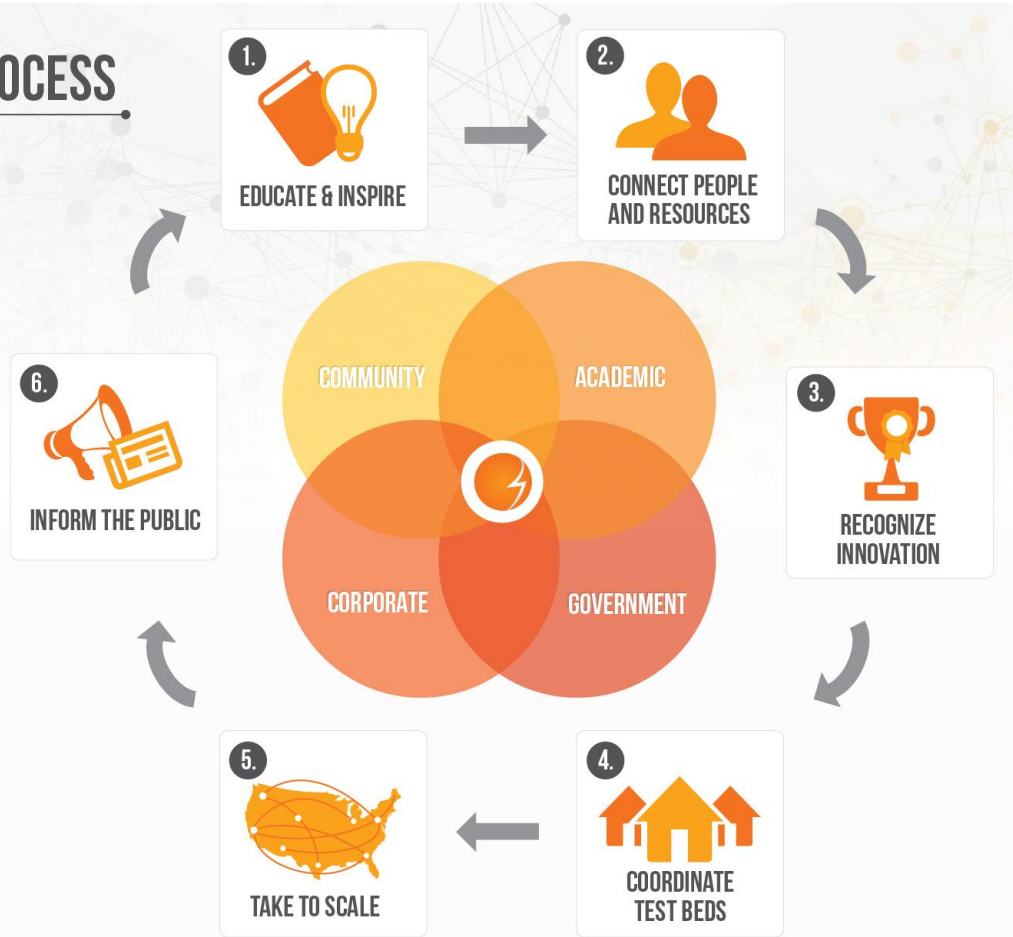 OCESS
1.
EDUCATE & INSPIRE
2.
CONNECT PEOPLE
AND RESOURCES
3.
RECOGNIZE
INNOVATION
4.
COORDINATE
TEST BEDS
5.
TAKE TO SCALE
6.
INFORM THE PUBLIC
COMMUNITY
ACADEMIC
CORPORATE
GOVERNMENT